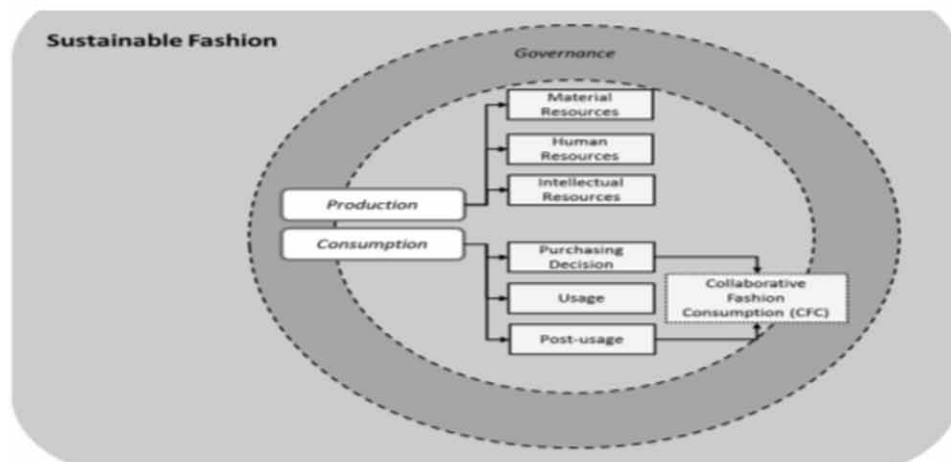 Sustainable Fashion
Governance
Material
Resources
Human
Resources
Intellectual
Resources
Production
Consumption
Purchasing
Decision
Usage
Post-usage
Collaborative
Fashion
Consumption (CFC)